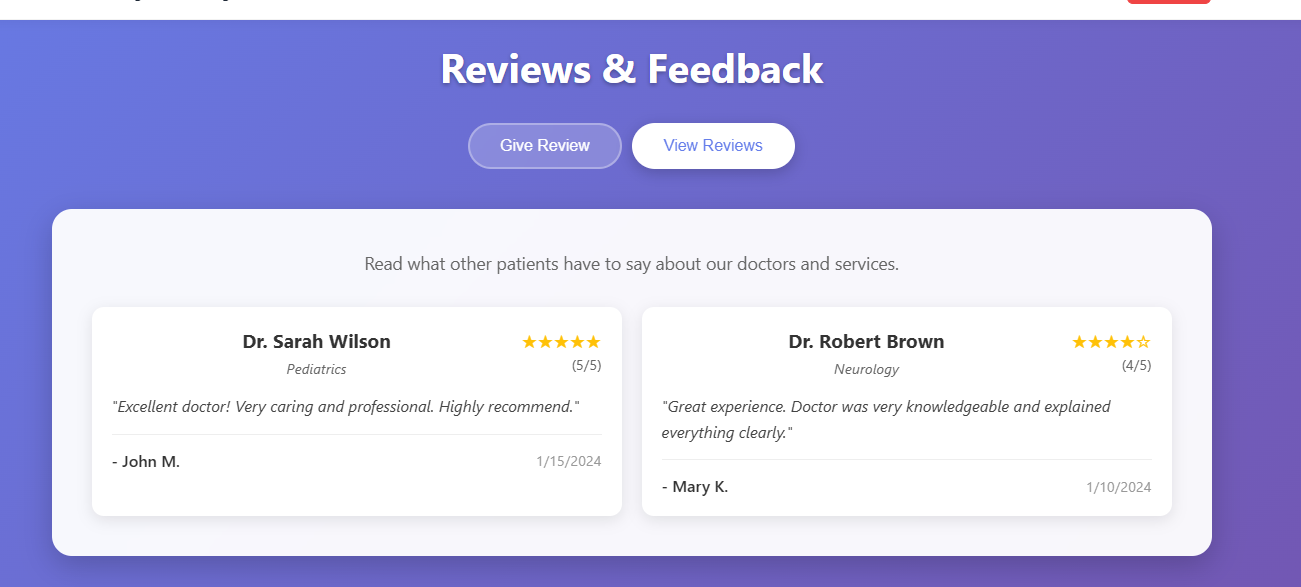 Reviews & Feedback
Give Review
View Reviews
Read what other patients have to say about our doctors and services.
Dr. Sarah Wilson
★★★★★
Pediatrics
(5/5)
"Excellent doctor! Very caring and professional. Highly recommend."
- John M.
1/15/2024
Dr. Robert Brown
★★★★☆
Neurology
(4/5)
"Great experience. Doctor was very knowledgeable and explained
everything clearly."
- Mary K.
1/10/2024